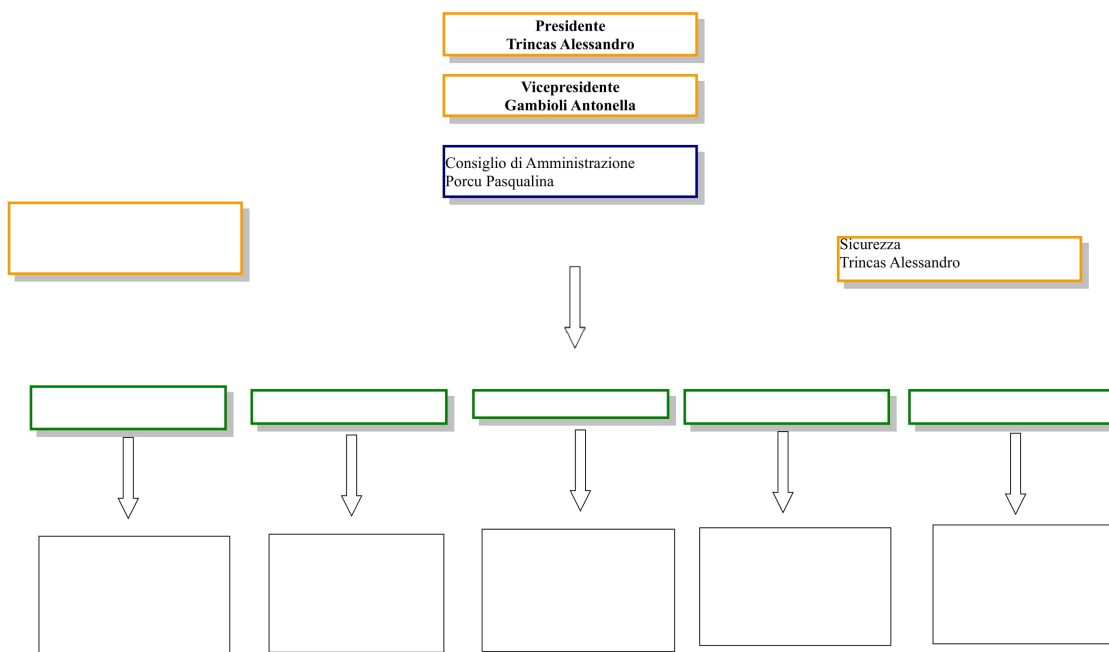 Presidente
Trincas Alessandro
Vicepresidente
Gambioli Antonella
Consiglio di Amministrazione
Porcu Pasqualina
Sicurezza
Trincas Alessandro